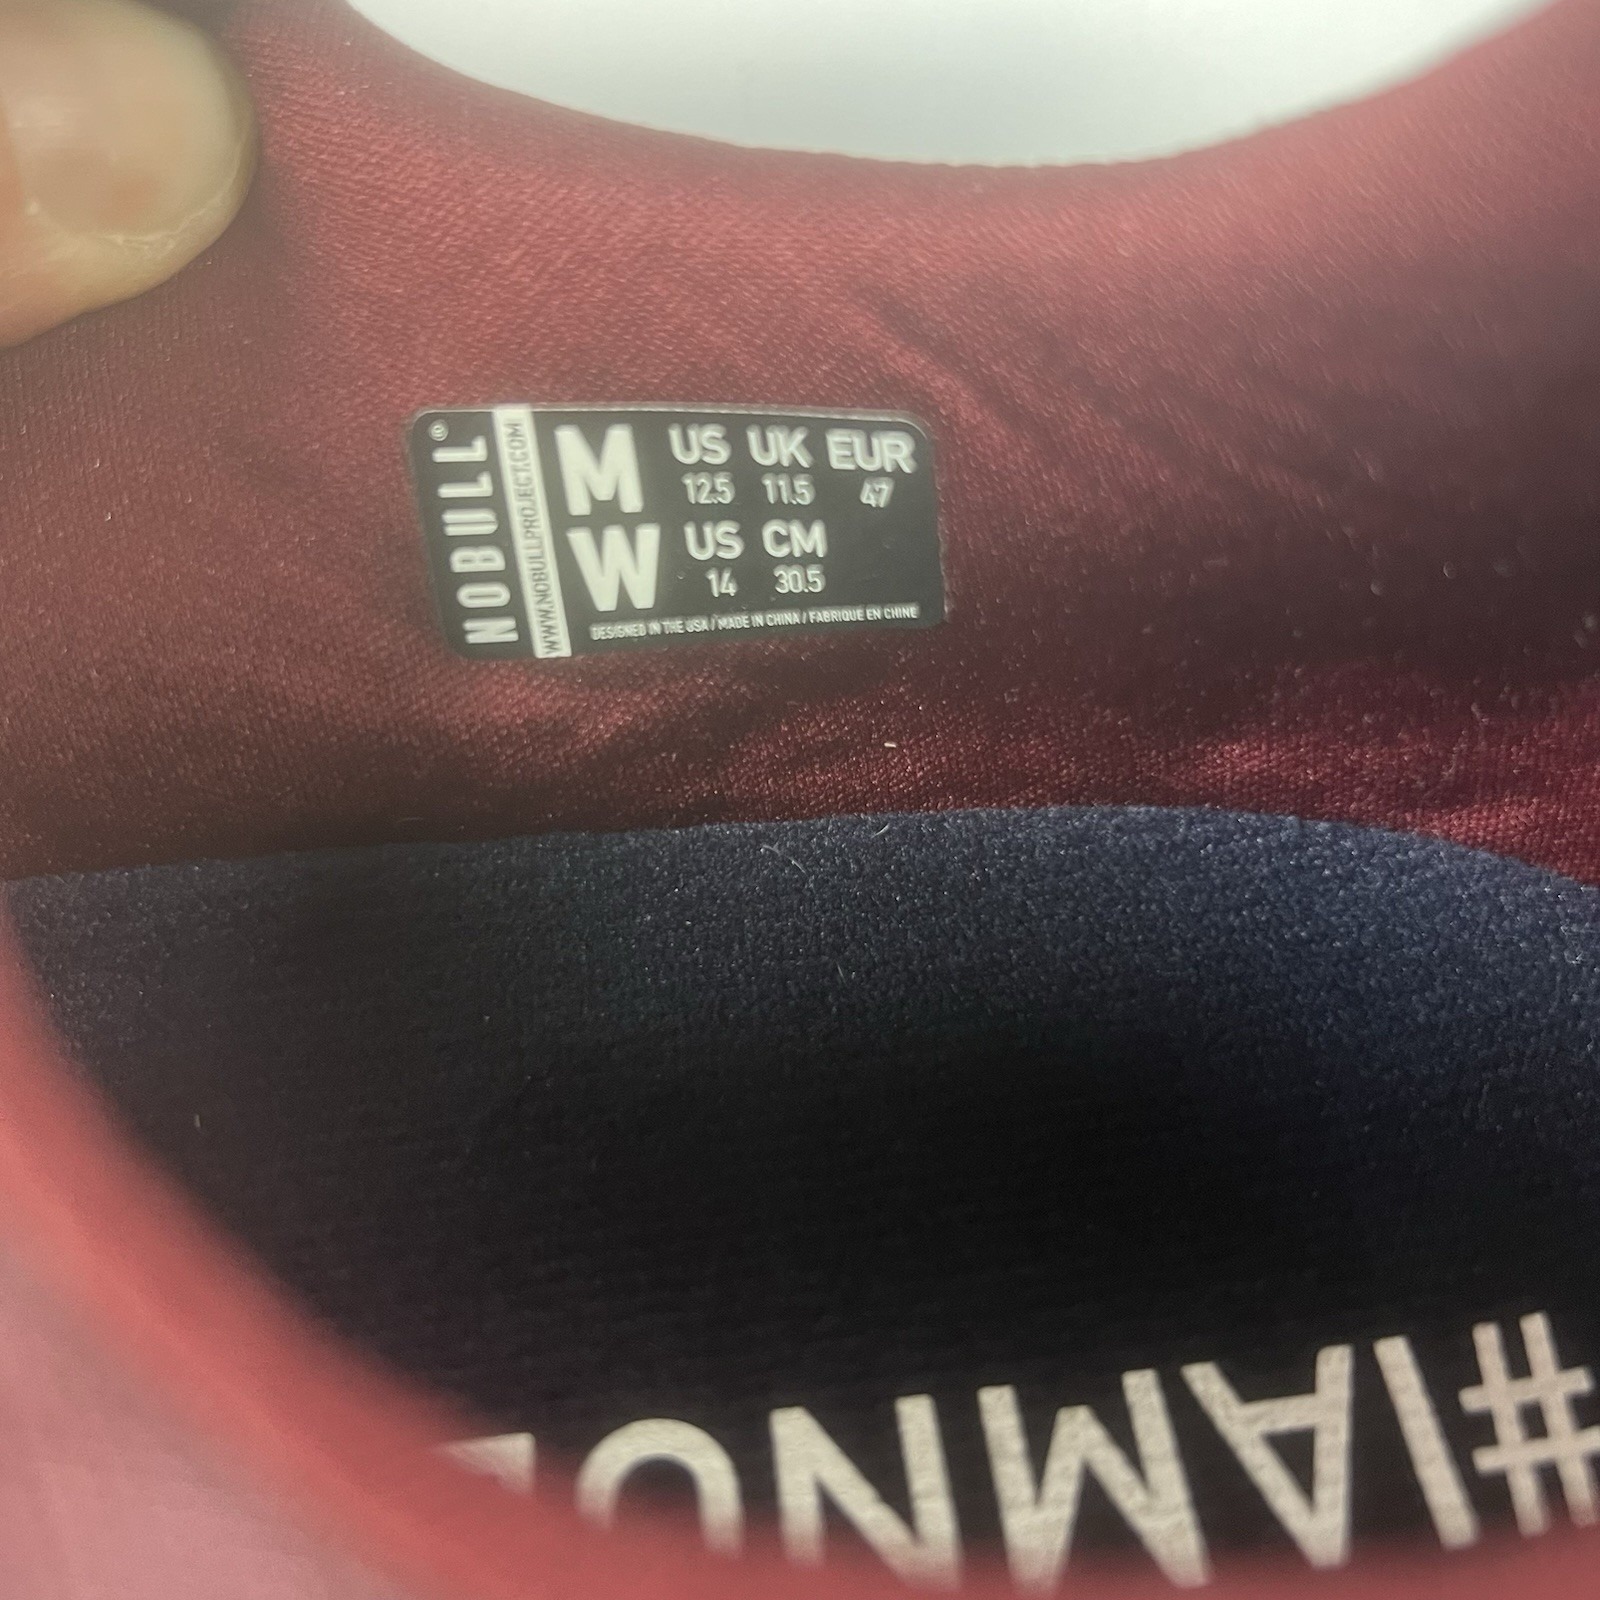 NOBULL®
WWW.NOBULLPROJECT.COM
M US UK EUR
12.5 11.5 47
W US CM
14 30.5
DESIGNED IN THE USA / MADE IN CHINA / FABRIQUE EN CHINE
#IAMNO